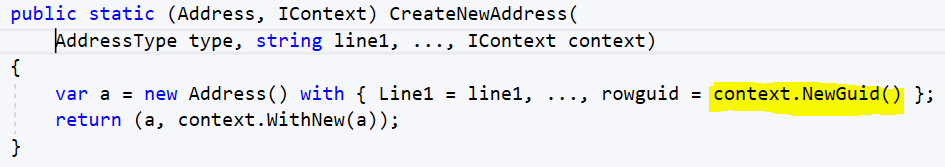 public static (Address, IContext) CreateNewAddress(
AddressType type, string line1, ..., IContext context)
{
var a = new Address() with { Line1 = line1, ..., rowguid = context.NewGuid() };
return (a, context.WithNew(a));
}